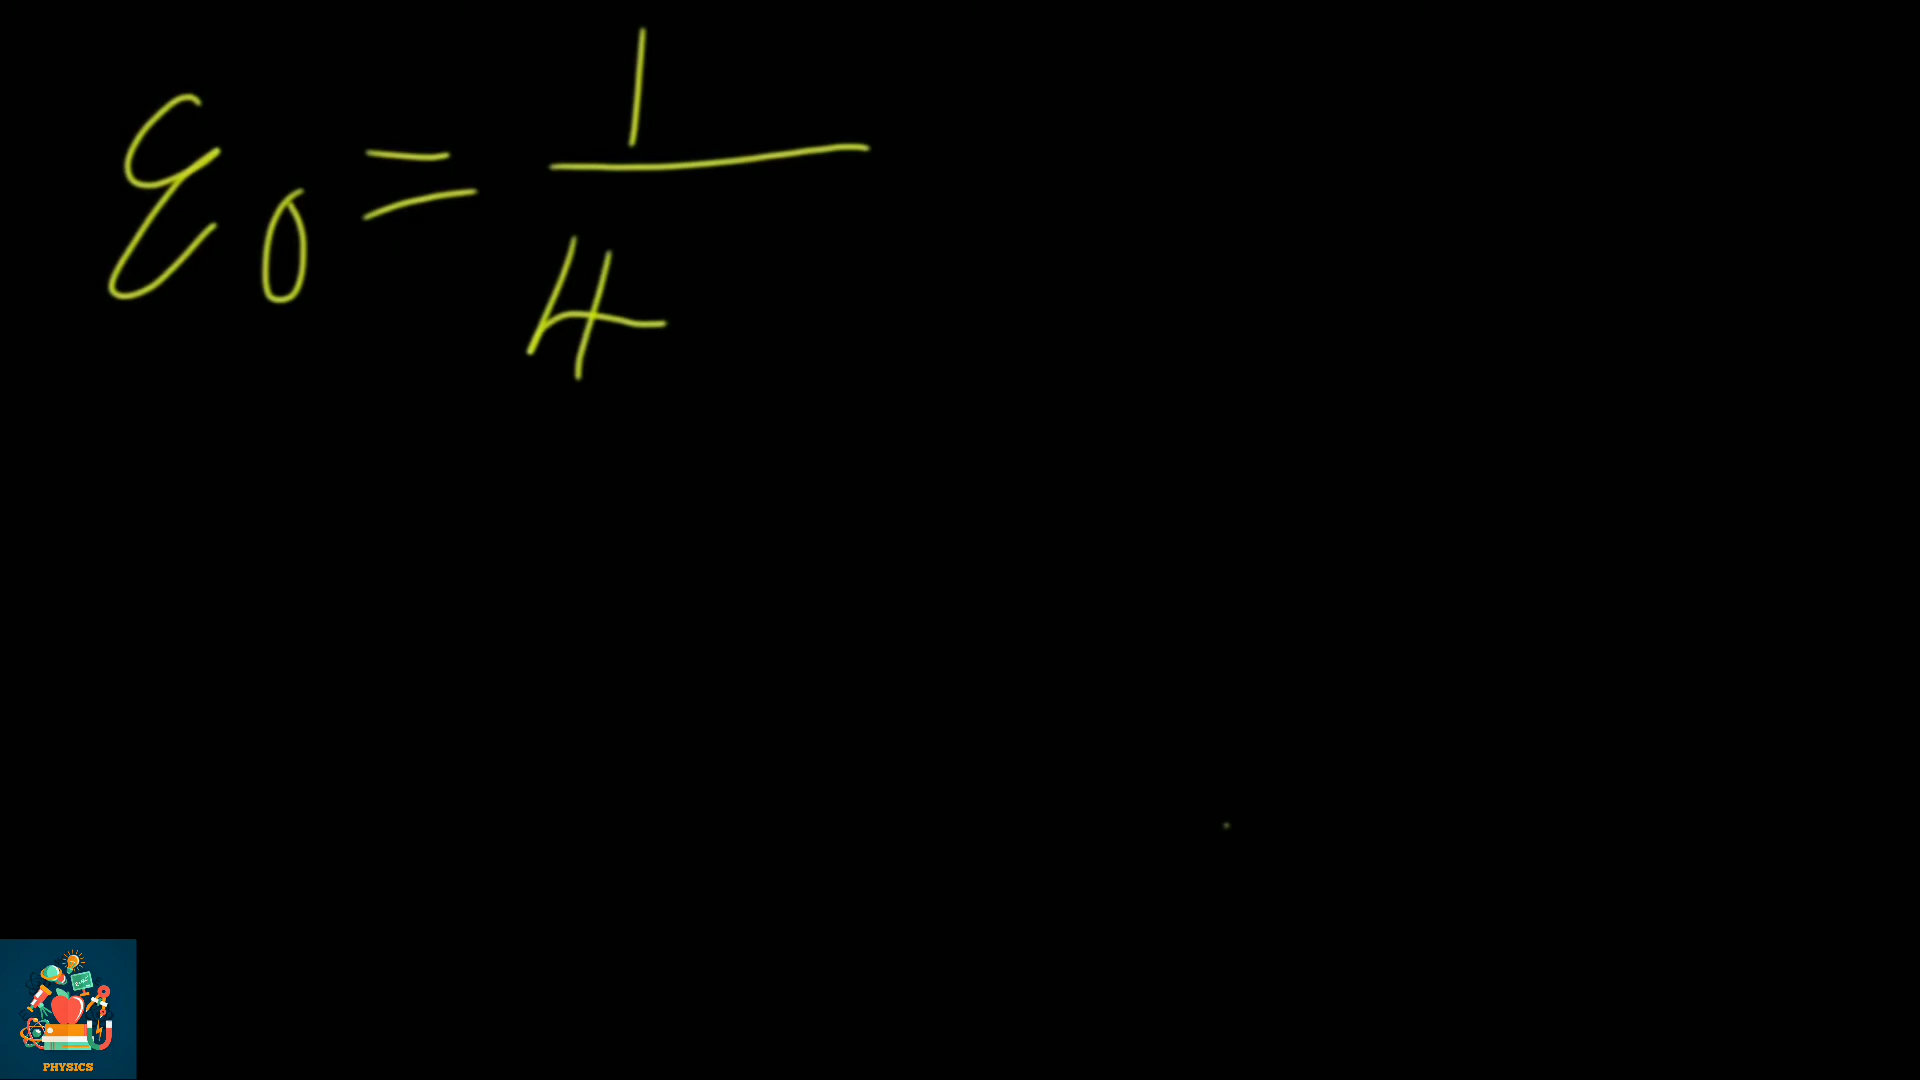 ε₀ = 1/4
PHYSICS